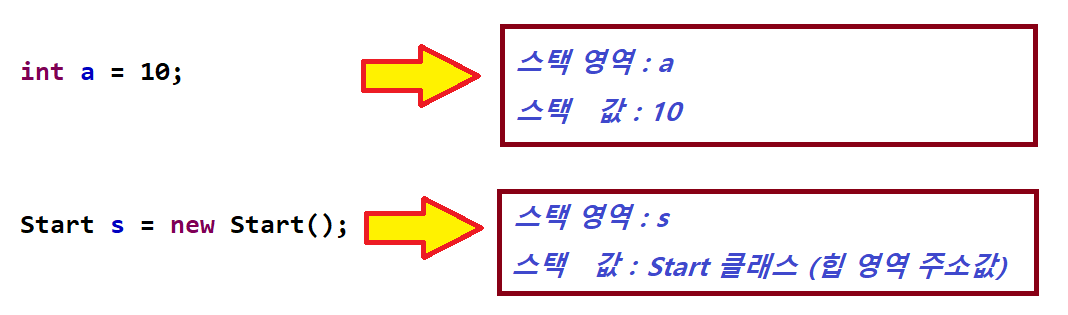 int a = 10;
스택 영역 : a
스택 값 : 10
Start s = new Start();
스택 영역 : s
스택 값 : Start 클래스 (힙 영역 주소값)